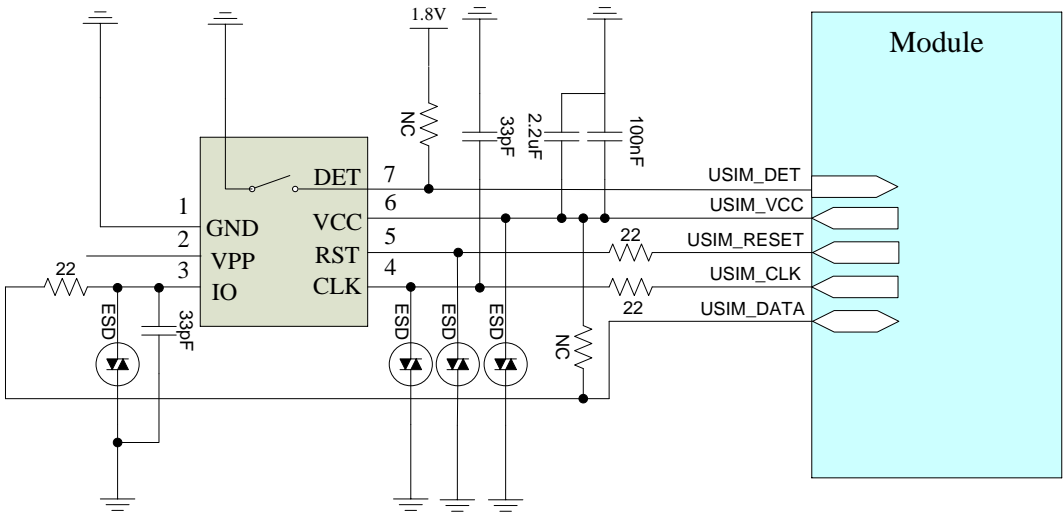 1.8V
Module
NC
33pF
2.2uF
100nF
DET
7
USIM_DET
1
GND
VCC
6
USIM_VCC
2
VPP
RST
5
22
USIM_RESET
22
3
IO
CLK
4
22
USIM_CLK
USIM_DATA
ESD
33pF
ESD
ESD
ESD
NC